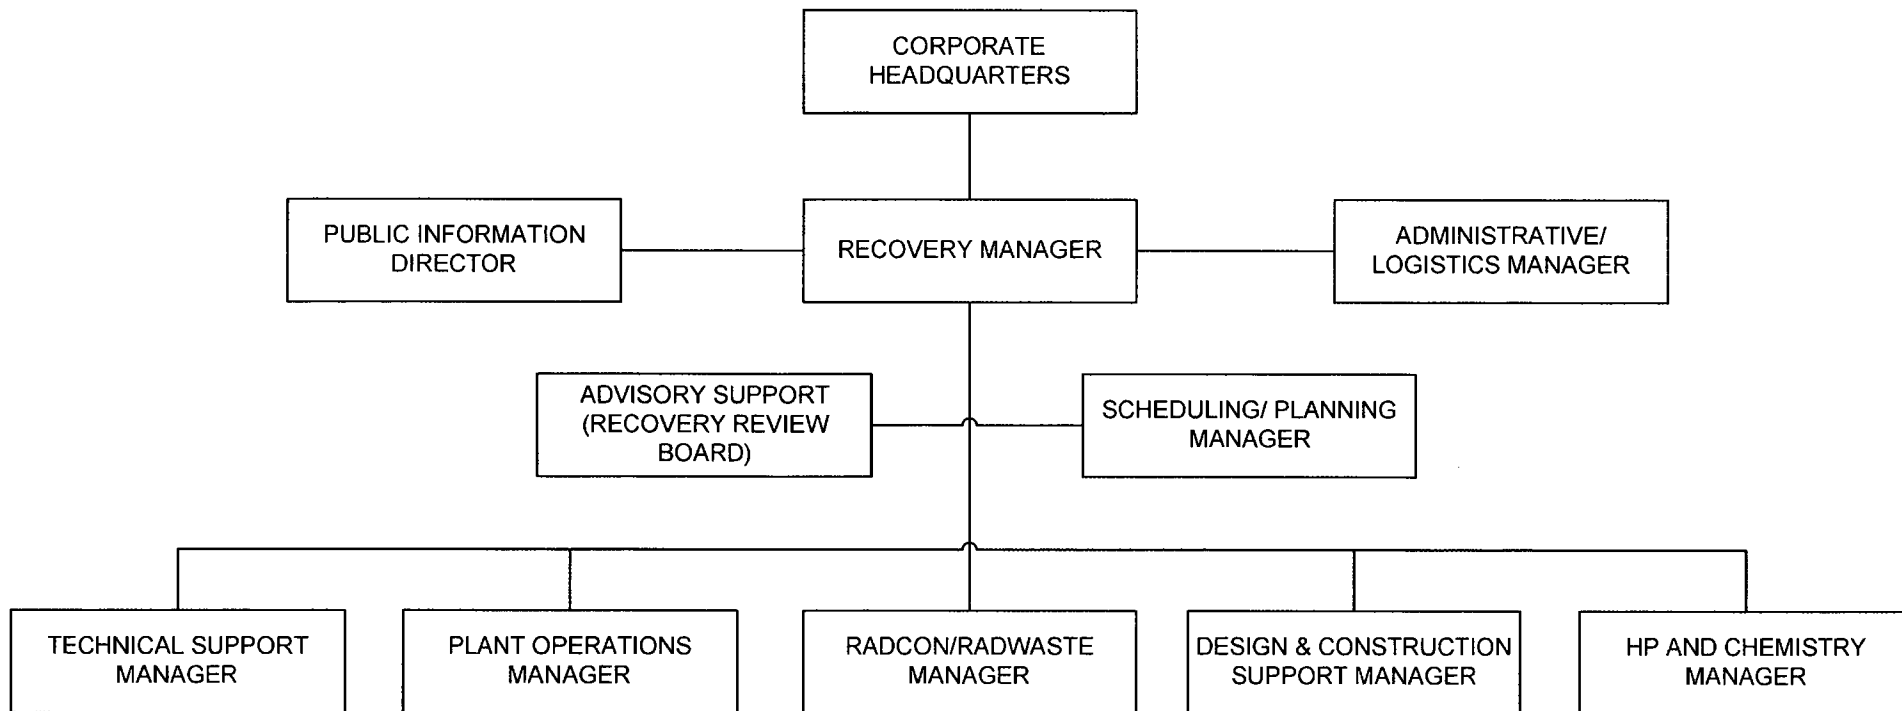 CORPORATE
HEADQUARTERS
PUBLIC INFORMATION
DIRECTOR
RECOVERY MANAGER
ADMINISTRATIVE/
LOGISTICS MANAGER
ADVISORY SUPPORT
(RECOVERY REVIEW
BOARD)
SCHEDULING/ PLANNING
MANAGER
TECHNICAL SUPPORT
MANAGER
PLANT OPERATIONS
MANAGER
RADCON/RADWASTE
MANAGER
DESIGN & CONSTRUCTION
SUPPORT MANAGER
HP AND CHEMISTRY
MANAGER